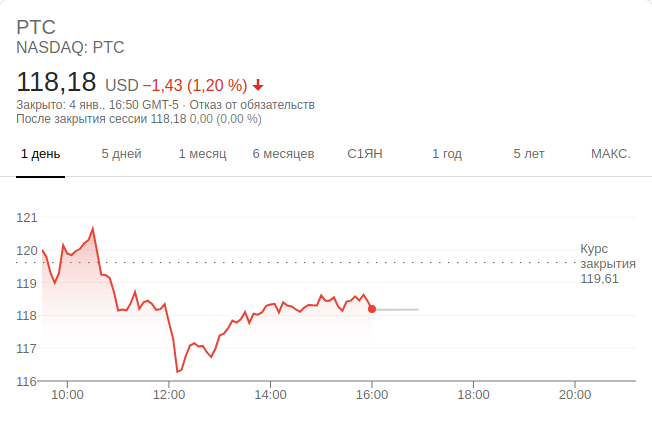 PTC
NASDAQ: PTC
118,18 USD −1,43 (1,20 %)
Закрыто: 4 янв., 16:50 GMT-5 · Отказ от обязательств
После закрытия сессии 118,18 0,00 (0,00 %)
1 день 5 дней 1 месяц 6 месяцев С1ЯН 1 год 5 лет МАКС.
121
120
119
118
117
116
Курс
закрытия
119,61
10:00 12:00 14:00 16:00 18:00 20:00